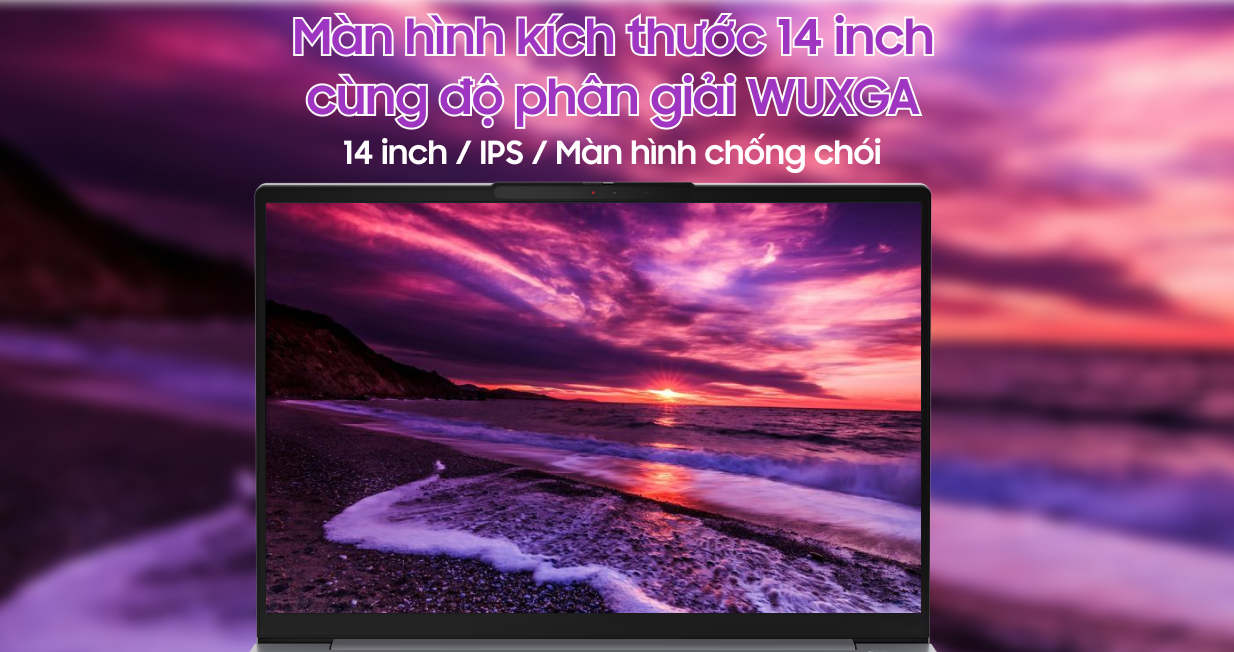 Màn hình kích thước 14 inch
cùng độ phân giải WUXGA
14 inch / IPS / Màn hình chống chói